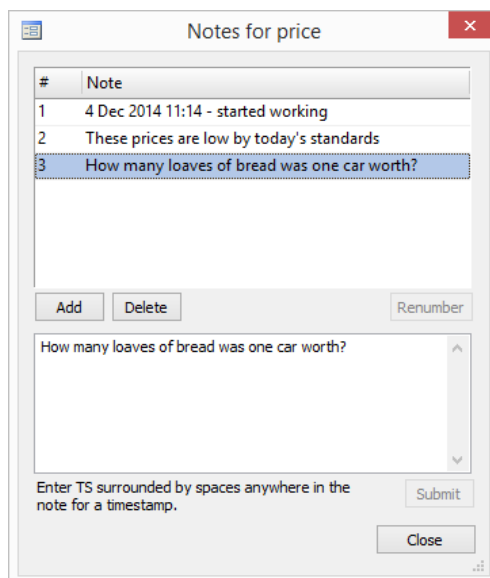 Notes for price
# Note
1 4 Dec 2014 11:14 - started working
2 These prices are low by today's standards
3 How many loaves of bread was one car worth?
Add Delete Renumber
How many loaves of bread was one car worth?
Enter TS surrounded by spaces anywhere in the
note for a timestamp.
Submit
Close